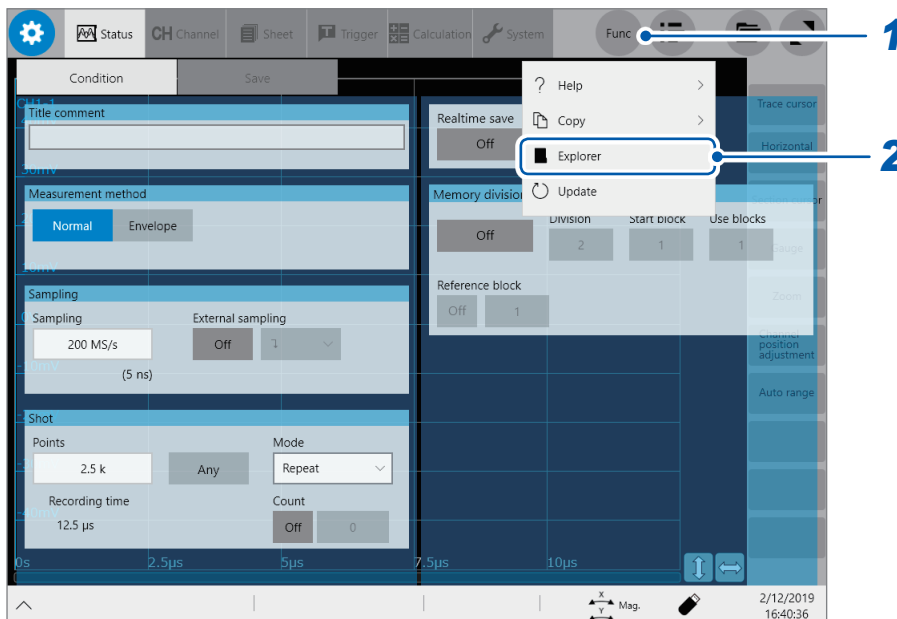 Status CH Channel Sheet Trigger Calculation System Func 1
Condition Save
CH1-1
Title comment
30mV
Measurement method
Normal Envelope
Sampling
Sampling External sampling
200 MS/s Off
(5 ns)
Shot
Points Mode
2.5 k Any Repeat
Recording time Count
12.5 µs Off 0
Realtime save
Off
? Help >
Copy >
Explorer 2
Update
Memory division
Division Start block Use blocks
Off 2 1 1
Reference block
Off 1
Trace cursor
Horizontal
Gauge
Zoom
Channel
position
adjustment
Auto range
0s 2.5µs 5µs 7.5µs 10µs
X
Y Mag.
2/12/2019
16:40:36